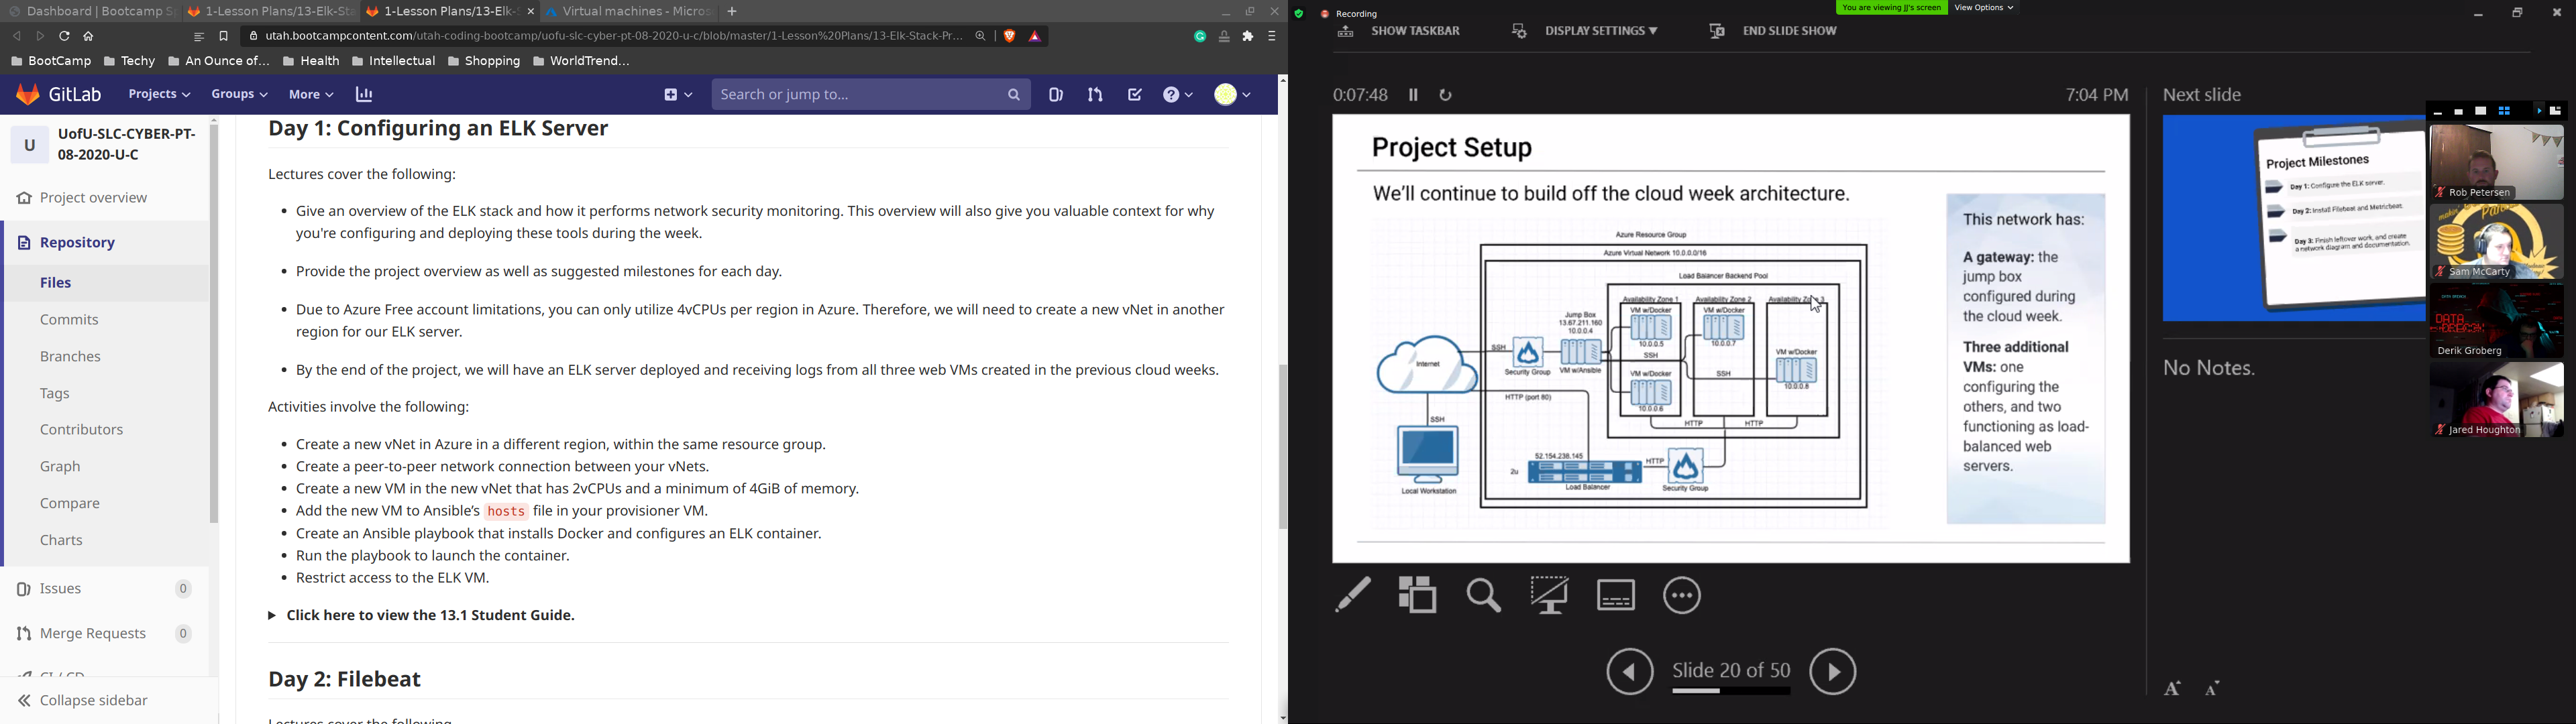 Dashboard | Bootcamp S
1-Lesson Plans/13-Elk-Sta
1-Lesson Plans/13-Elk-
Virtual machines - Micros
utah.bootcampcontent.com/utah-coding-bootcamp/uofu-slc-cyber-pt-08-2020-u-c/blob/master/1-Lesson%20Plans/13-Elk-Stack-Pr...
BootCamp
Techy
An Ounce of...
Health
Intellectual
Shopping
WorldTrend...
GitLab
Projects
Groups
More
Search or jump to...
U
UofU-SLC-CYBER-PT-
08-2020-U-C
Project overview
Repository
Files
Commits
Branches
Tags
Contributors
Graph
Compare
Charts
Issues 0
Merge Requests 0
CI / CD
Collapse sidebar
Day 1: Configuring an ELK Server
Lectures cover the following:
• Give an overview of the ELK stack and how it performs network security monitoring. This overview will also give you valuable context for why
you're configuring and deploying these tools during the week.
• Provide the project overview as well as suggested milestones for each day.
• Due to Azure Free account limitations, you can only utilize 4vCPUs per region in Azure. Therefore, we will need to create a new vNet in another
region for our ELK server.
• By the end of the project, we will have an ELK server deployed and receiving logs from all three web VMs created in the previous cloud weeks.
Activities involve the following:
• Create a new vNet in Azure in a different region, within the same resource group.
• Create a peer-to-peer network connection between your vNets.
• Create a new VM in the new vNet that has 2vCPUs and a minimum of 4GiB of memory.
• Add the new VM to Ansible's hosts file in your provisioner VM.
• Create an Ansible playbook that installs Docker and configures an ELK container.
• Run the playbook to launch the container.
• Restrict access to the ELK VM.
Click here to view the 13.1 Student Guide.
Day 2: Filebeat
Lectures cover the following
Recording
You are viewing JJ's screen
View Options
SHOW TASKBAR
DISPLAY SETTINGS
END SLIDE SHOW
0:07:48
7:04 PM
Next slide
Project Setup
We'll continue to build off the cloud week architecture.
Azure Resource Group
Azure Virtual Network 10.0.0.0/16
Load Balancer Backend Pool
Availability Zone 1
Availability Zone 2
Availability Zone 3
VM w/Docker
10.0.0.5
VM w/Docker
10.0.0.7
Jump Box
13.67.211.160
10.0.0.4
Internet
SSH
Security Group
VM w/Ansible
SSH
VM w/Docker
10.0.0.6
SSH
VM w/Docker
10.0.0.8
HTTP (port 80)
HTTP
HTTP
SSH
Local Workstation
52.154.238.145
2u
Load Balancer
HTTP
Security Group
This network has:
A gateway: the
jump box
configured during
the cloud week.
Three additional
VMs: one
configuring the
others, and two
functioning as load-
balanced web
servers.
Project Milestones
Day 1: Configure the ELK server.
Day 2: Install Filebeat and Metricbeat.
Day 3: Finish leftover work, and create
a network diagram and documentation.
No Notes.
Rob Petersen
Sam McCarty
DATA
Derik Groberg
Jared Houghton
Slide 20 of 50
A
A